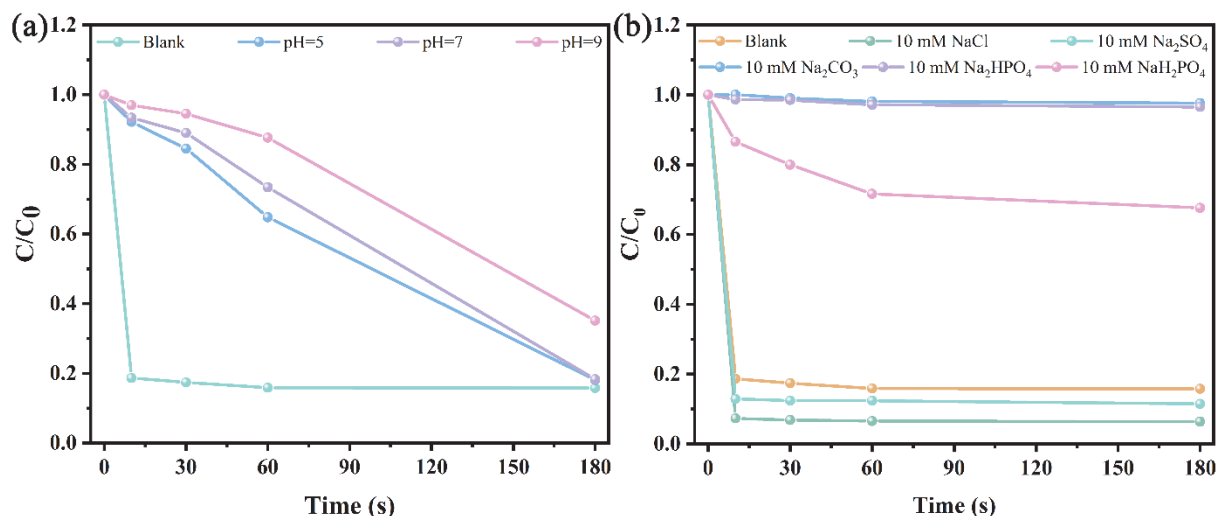 (a)
1.2
Blank pH=5 pH=7 pH=9
1.0
0.8
0.6
0.4
0.2
0.0
C/C₀
0 30 60 90 120 150 180
Time (s)
(b)
1.2
Blank 10 mM NaCl 10 mM Na₂SO₄
10 mM Na₂CO₃ 10 mM Na₂HPO₄ 10 mM NaH₂PO₄
1.0
0.8
0.6
0.4
0.2
0.0
C/C₀
0 30 60 90 120 150 180
Time (s)